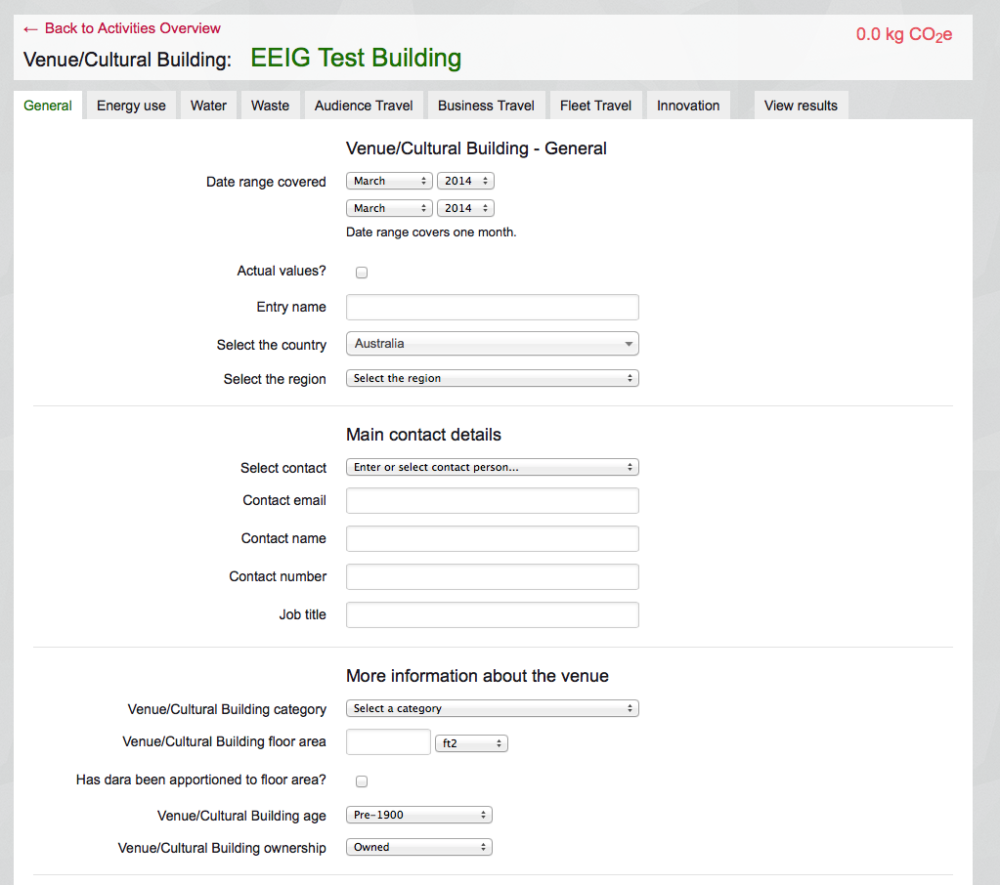 ← Back to Activities Overview
0.0 kg CO2e
Venue/Cultural Building: EEIG Test Building
General Energy use Water Waste Audience Travel Business Travel Fleet Travel Innovation View results
Venue/Cultural Building - General
Date range covered March 2014
March 2014
Date range covers one month.
Actual values?
Entry name
Select the country Australia
Select the region Select the region
Main contact details
Select contact Enter or select contact person...
Contact email
Contact name
Contact number
Job title
More information about the venue
Venue/Cultural Building category Select a category
Venue/Cultural Building floor area ft2
Has dara been apportioned to floor area?
Venue/Cultural Building age Pre-1900
Venue/Cultural Building ownership Owned